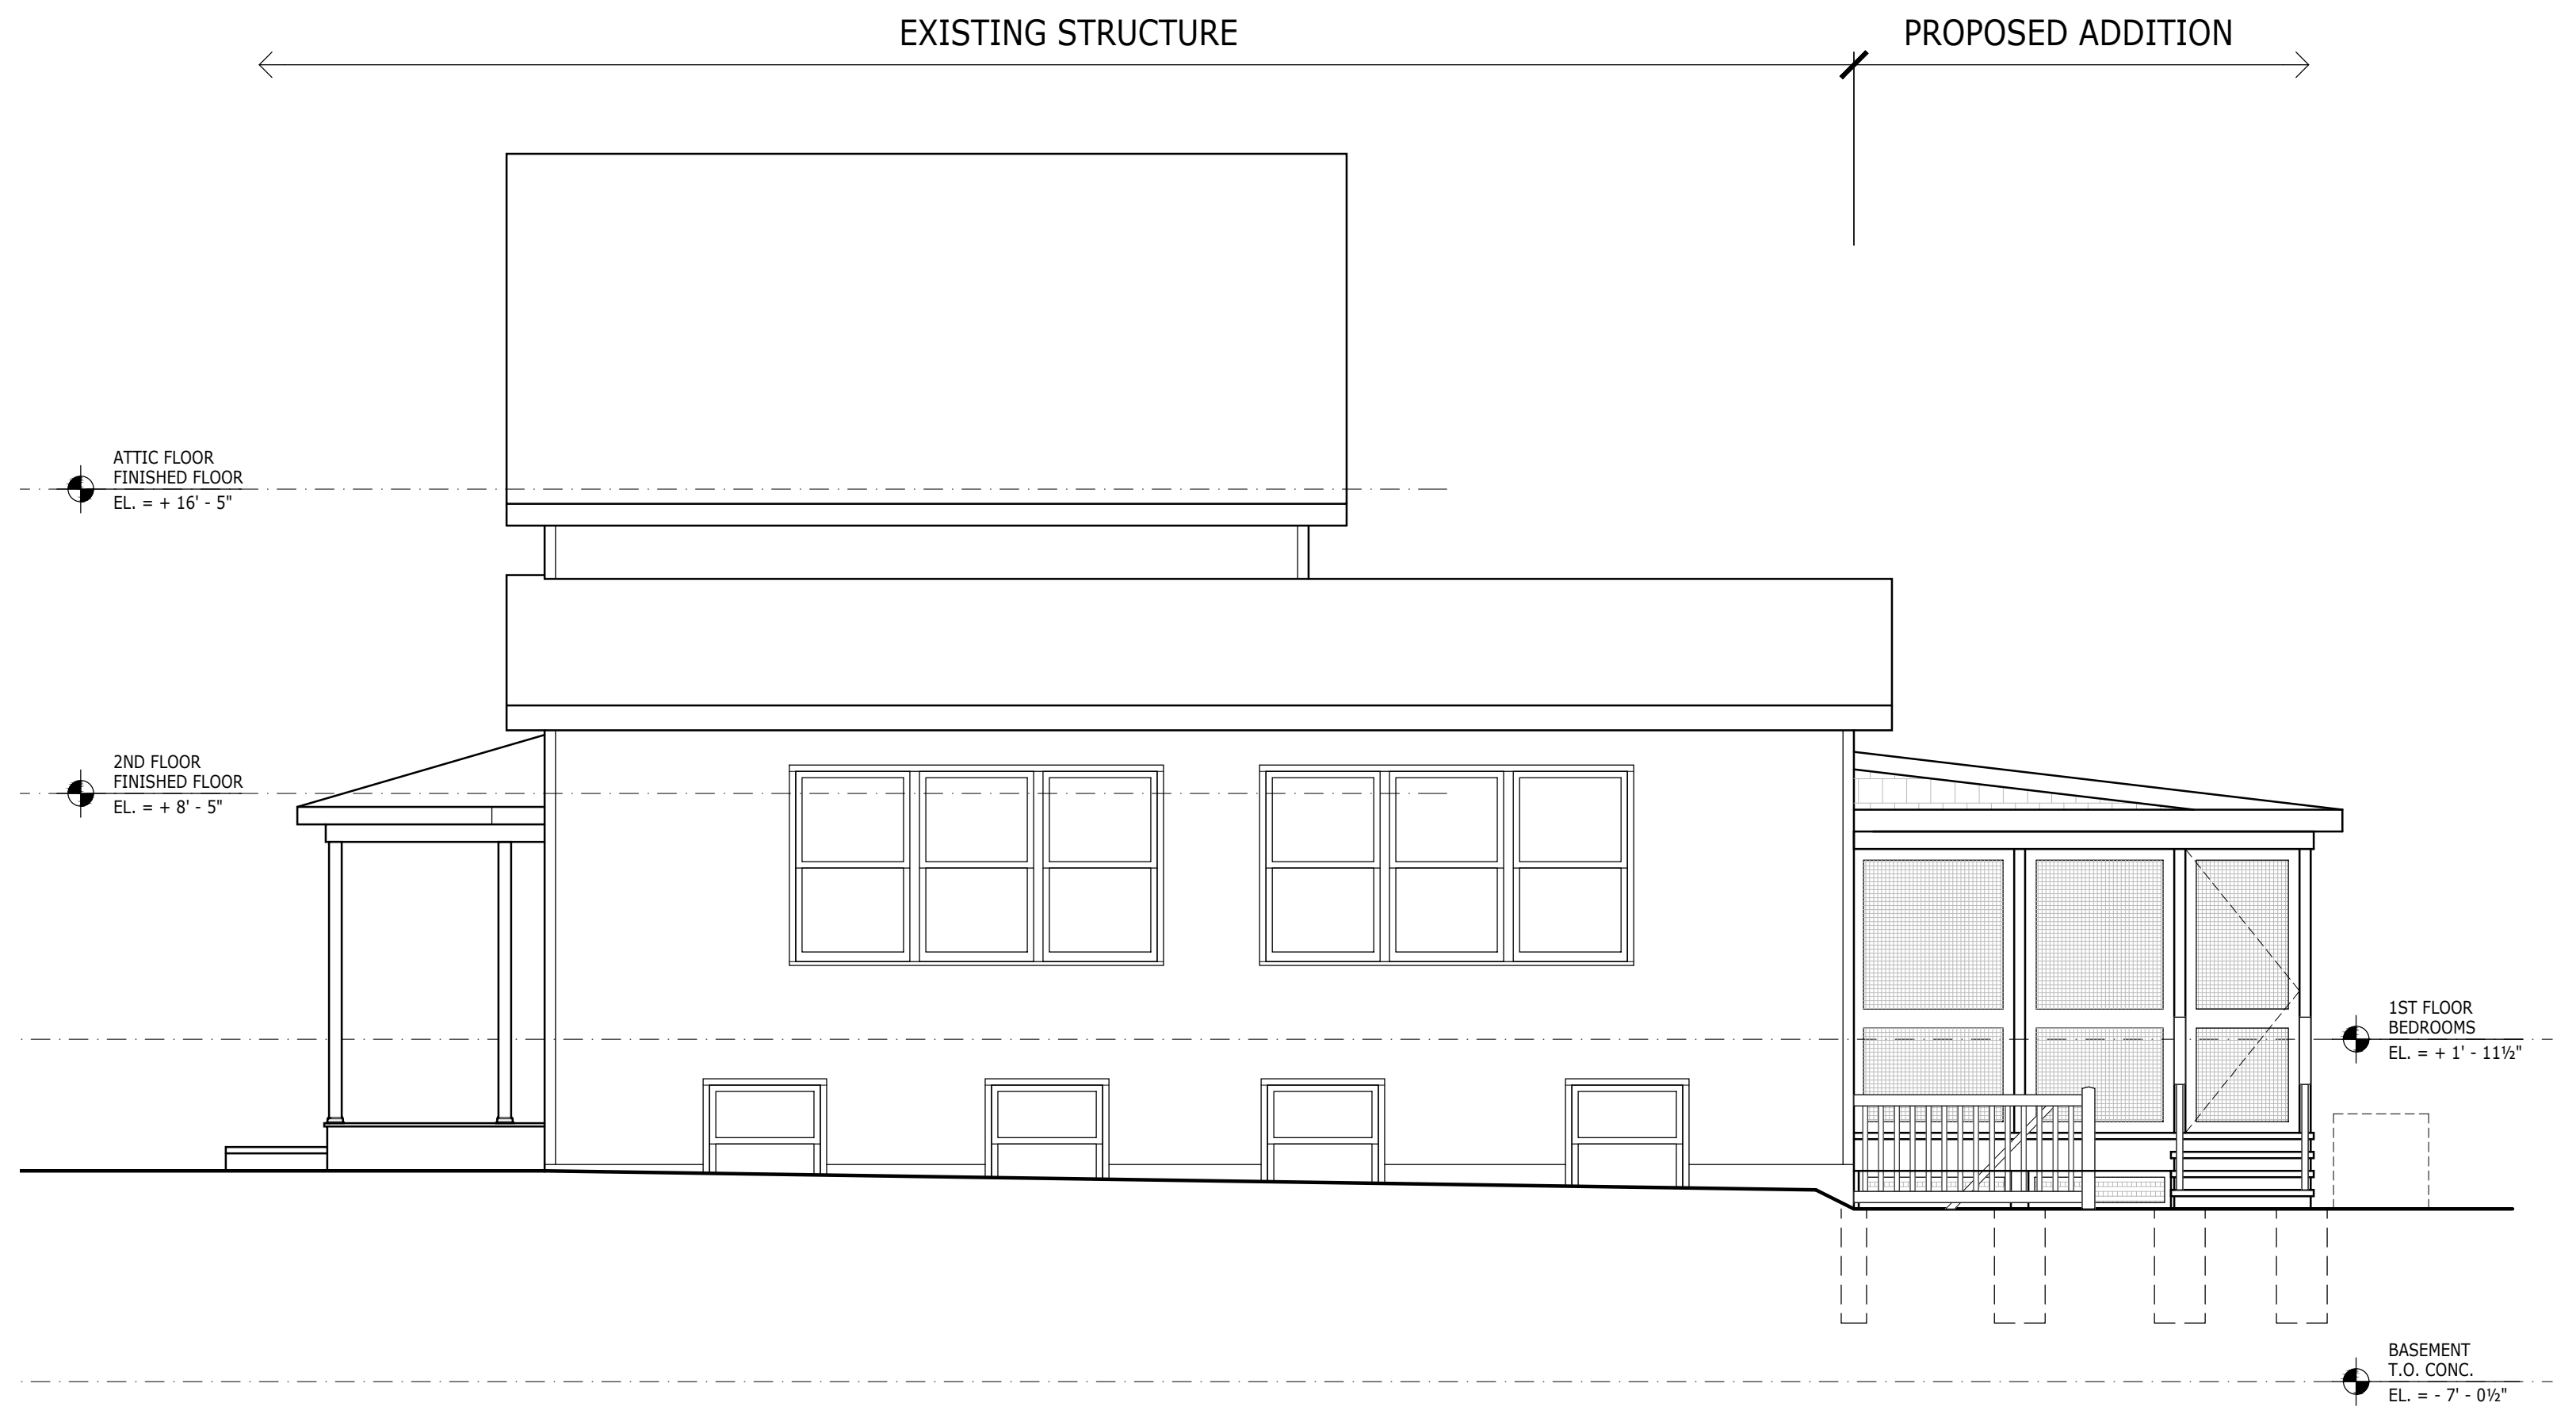 EXISTING STRUCTURE
PROPOSED ADDITION
ATTIC FLOOR
FINISHED FLOOR
EL. = + 16' - 5"
2ND FLOOR
FINISHED FLOOR
EL. = + 8' - 5"
1ST FLOOR
BEDROOMS
EL. = + 1' - 11½"
BASEMENT
T.O. CONC.
EL. = - 7' - 0½"